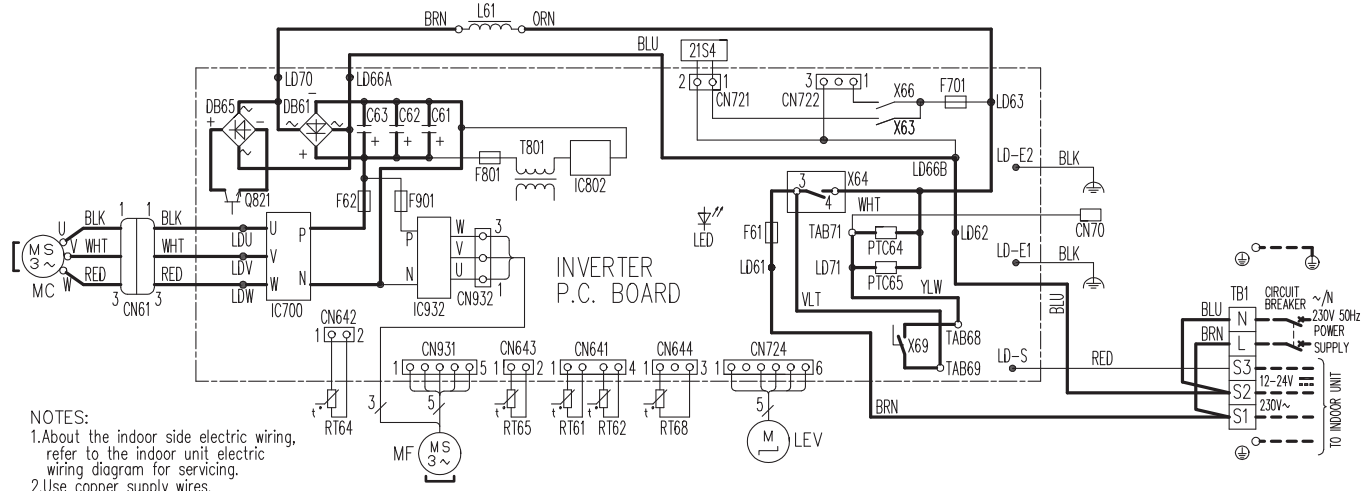 L61
BRN
ORN
BLU
21S4
LD70
LD66A
2
1
CN721
3
1
CN722
X66
F701
X63
LD63
DB65
DB61
~
−
~
−
+
~
~
~
+
+
+
+
+
C63
C62
C61
T801
F801
IC802
LD66B
LD-E2
BLK
Q821
F62
F901
3
4
X64
WHT
LED
F61
TAB71
PTC64
CN70
LD62
LD-E1
BLK
1
1
U
BLK
BLK
LDU
U
P
V
WHT
WHT
LDV
V
MS
3~
W
RED
RED
LDW
W
N
MC
3
3
CN61
IC700
P
W
3
V
U
1
N
IC932
CN932
INVERTER
P.C. BOARD
LD61
LD71
PTC65
YLW
VLT
BLU
X69
TAB68
TAB69
TB1
CIRCUIT
BREAKER
~/N
230V 50Hz
POWER
SUPPLY
BLU
N
BRN
L
S3
12-24V
S2
230V~
S1
TO INDOOR UNIT
LD-S
RED
BRN
CN642
1
2
CN931
1
5
CN643
1
2
CN641
1
4
CN644
1
3
CN724
1
6
t°
RT64
3
5
t°
RT65
t°
RT61
t°
RT62
t°
RT68
5
MF
MS
3~
M
LEV
NOTES:
1.About the indoor side electric wiring,
refer to the indoor unit electric
wiring diagram for servicing.
2.Use copper supply wires.